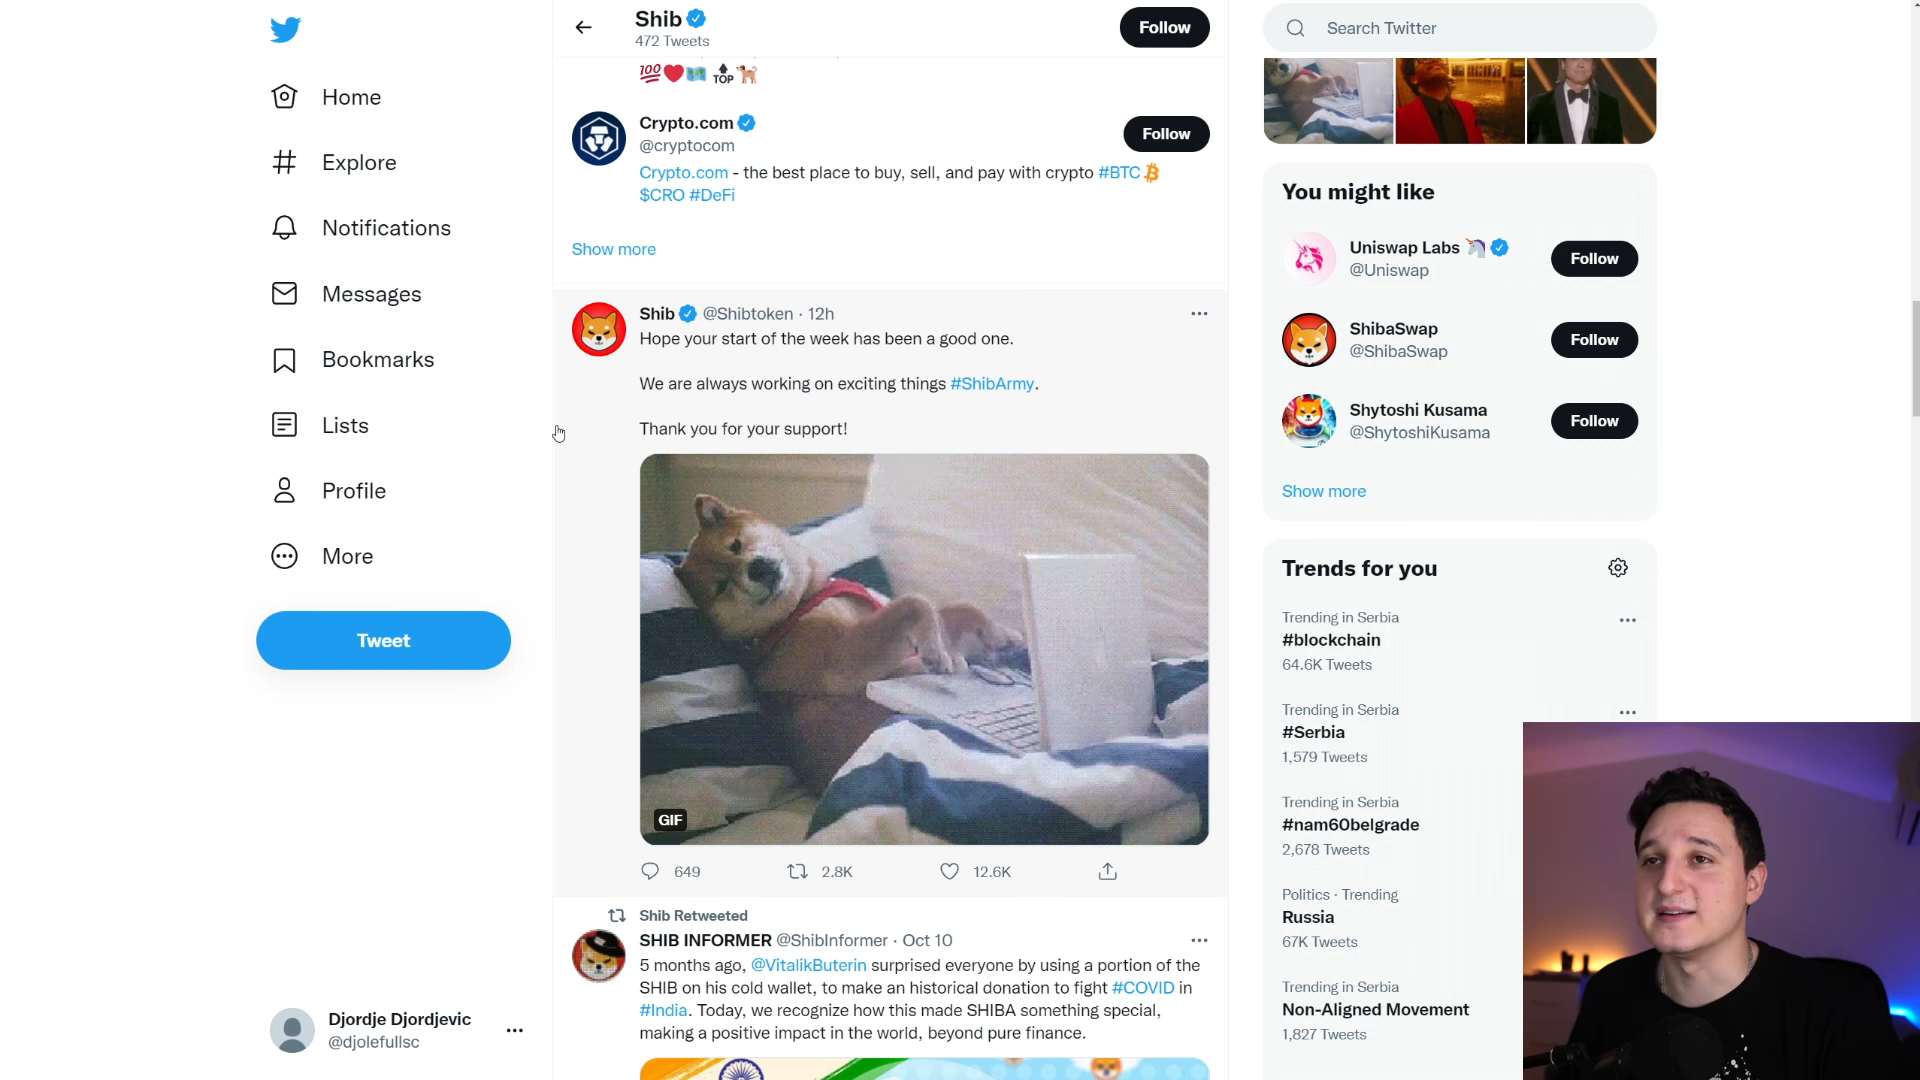 Home
Explore
Notifications
Messages
Bookmarks
Lists
Profile
More
Tweet
Djordje Djordjevic
@djolefullsc
Shib
472 Tweets
Follow
💯❤️🗺️🔝🐕
Crypto.com
@cryptocom
Follow
Crypto.com - the best place to buy, sell, and pay with crypto #BTC
$CRO #DeFi
Show more
Shib @Shibtoken · 12h
Hope your start of the week has been a good one.
We are always working on exciting things #ShibArmy.
Thank you for your support!
GIF
649 2.8K 12.6K
Shib Retweeted
SHIB INFORMER @ShibInformer · Oct 10
5 months ago, @VitalikButerin surprised everyone by using a portion of the
SHIB on his cold wallet, to make an historical donation to fight #COVID in
#India. Today, we recognize how this made SHIBA something special,
making a positive impact in the world, beyond pure finance.
Search Twitter
You might like
Uniswap Labs 🦄
@Uniswap
Follow
ShibaSwap
@ShibaSwap
Follow
Shytoshi Kusama
@ShytoshiKusama
Follow
Show more
Trends for you
Trending in Serbia
#blockchain
64.6K Tweets
Trending in Serbia
#Serbia
1,579 Tweets
Trending in Serbia
#nam60belgrade
2,678 Tweets
Politics · Trending
Russia
67K Tweets
Trending in Serbia
Non-Aligned Movement
1,827 Tweets